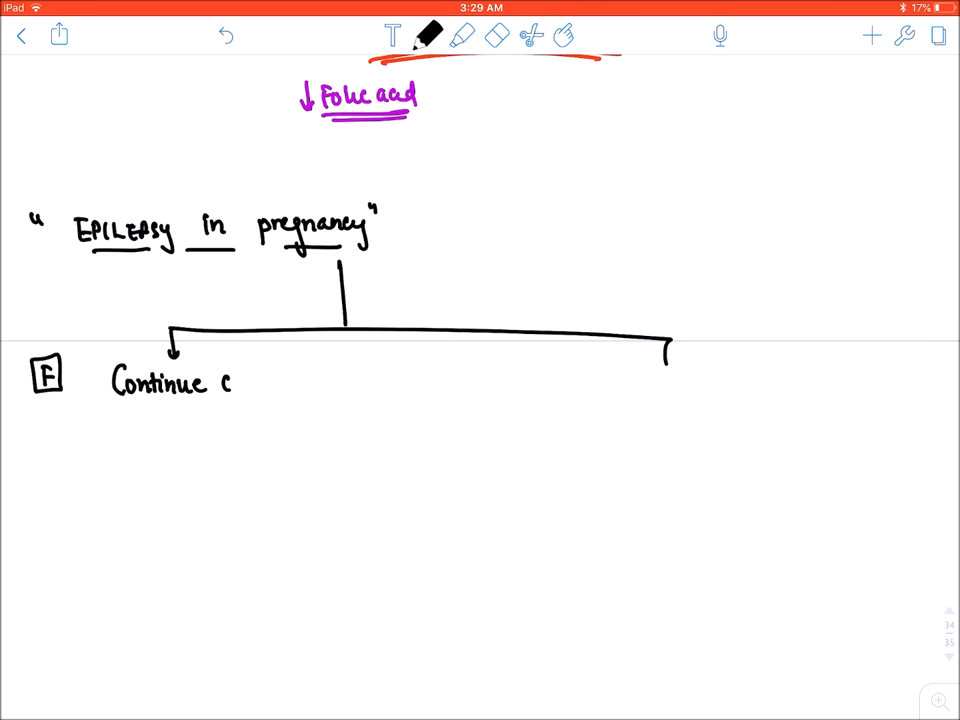 iPad 3:29 AM 17%
T
↓ Folic acid
" EPILEPSY in pregnancy"
F Continue c
34
35